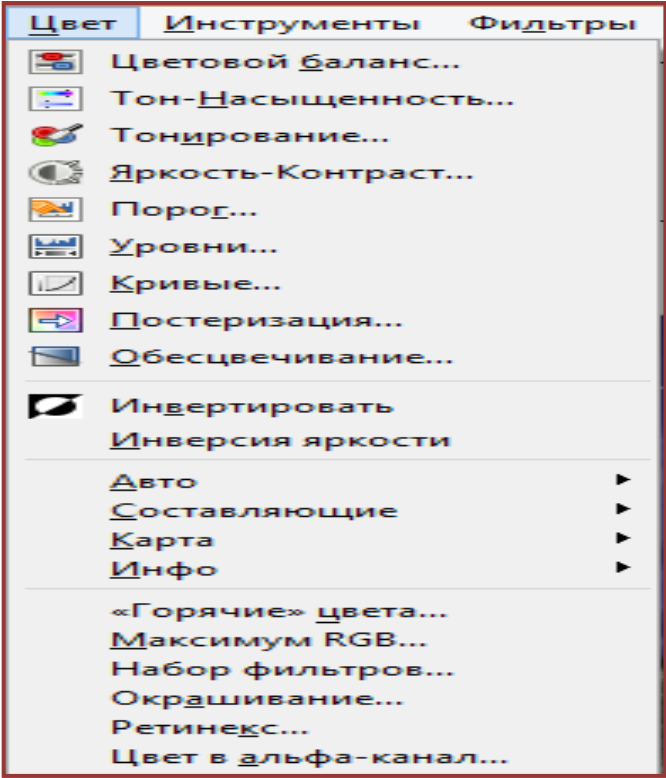 Цвет Инструменты Фильтры
Цветовой баланс...
Тон-Насыщенность...
Тонирование...
Яркость-Контраст...
Порог...
Уровни...
Кривые...
Постеризация...
Обесцвечивание...
Инвертировать
Инверсия яркости
Авто
Составляющие
Карта
Инфо
«Горячие» цвета...
Максимум RGB...
Набор фильтров...
Окрашивание...
Ретинекс...
Цвет в альфа-канал...